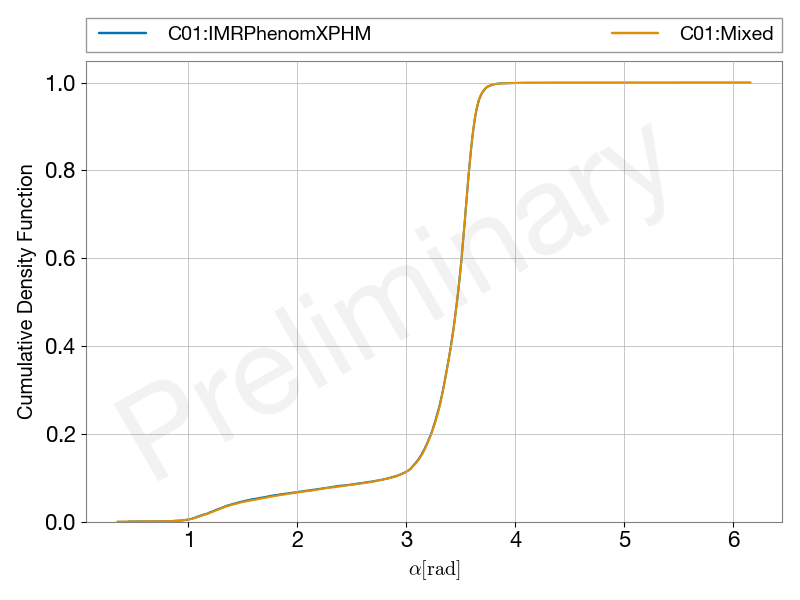 C01:IMRPhenomXPHM C01:Mixed
1.0
0.8
0.6
0.4
0.2
0.0
Cumulative Density Function
Preliminary
1 2 3 4 5 6
α[rad]